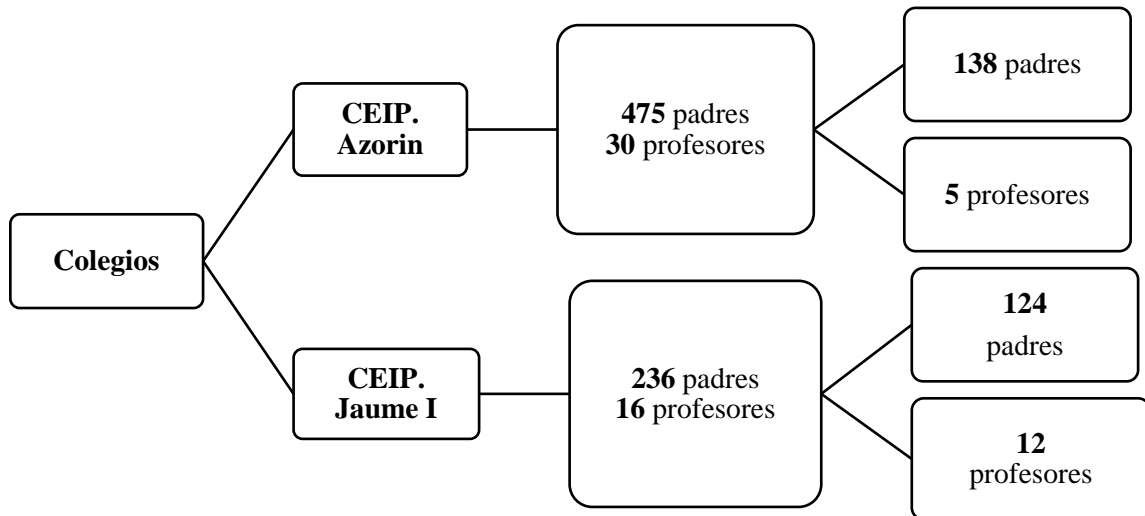 Colegios
CEIP.
Azorin
475 padres
30 profesores
138 padres
5 profesores
CEIP.
Jaume I
236 padres
16 profesores
124
padres
12
profesores